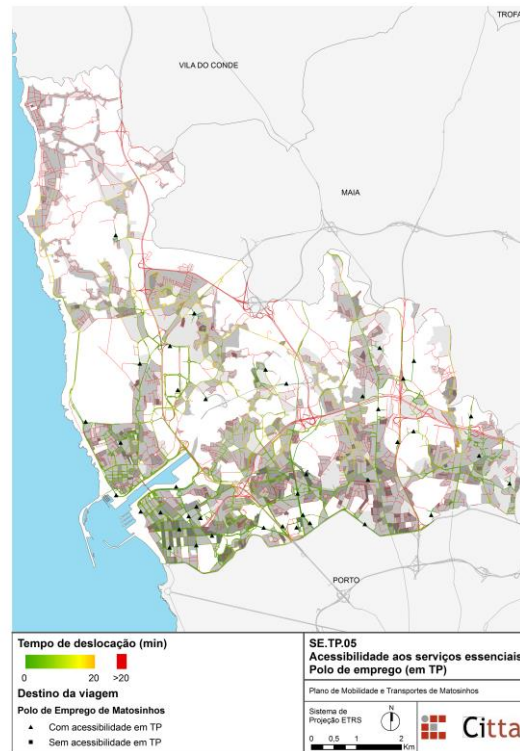 TROFA
VILA DO CONDE
MAIA
PORTO
Tempo de deslocação (min)
0 20 >20
Destino da viagem
Polo de Emprego de Matosinhos
Com acessibilidade em TP
Sem acessibilidade em TP
SE.TP.05
Acessibilidade aos serviços essenciais
Polo de emprego (em TP)
Plano de Mobilidade e Transportes de Matosinhos
Sistema de
Projeção ETRS
N
0 0,5 1 2
Km
Citta